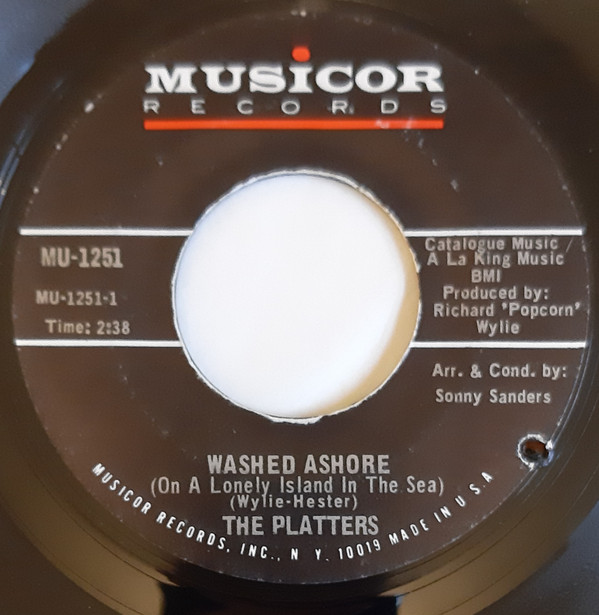 MUSICOR
RECORDS
MU-1251
MU-1251-1
Time: 2:38
Catalogue Music
A La King Music
BMI
Produced by:
Richard 'Popcorn'
Wylie
Arr. & Cond. by:
Sonny Sanders
WASHED ASHORE
(On A Lonely Island In The Sea)
(Wylie-Hester)
THE PLATTERS
MUSICOR RECORDS, INC., N. Y. 10019 MADE IN U.S.A